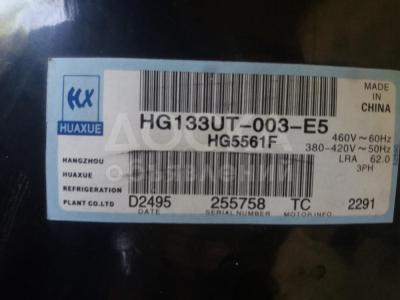 HX
HUAXUE
MADE IN
CHINA
HG133UT-003-E5
HG5561F
460V~60Hz
380-420V~50Hz
LRA 62.0
3PH
HANGZHOU
HUAXUE
REFRIGERATION
PLANT CO.LTD
D2495
DATE
255758
SERIAL NUMBER
TC
MOTOR INFO
2291